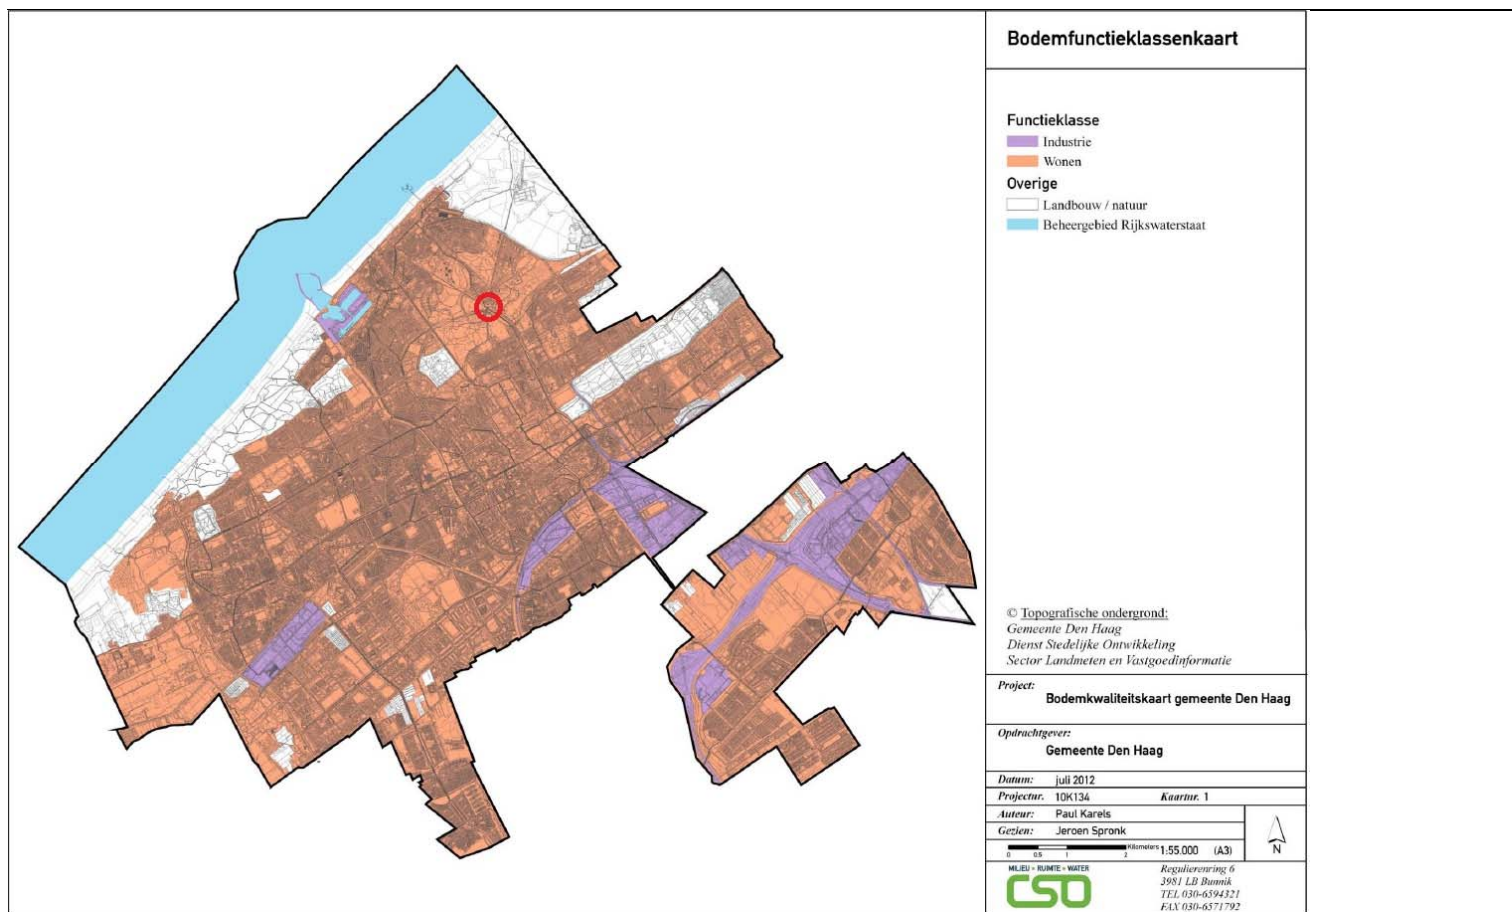 Bodemfunctieklassenkaart
Functieklasse
Industrie
Wonen
Overige
Landbouw / natuur
Beheergebied Rijkswaterstaat
© Topografische ondergrond:
Gemeente Den Haag
Dienst Stedelijke Ontwikkeling
Sector Landmeten en Vastgoedinformatie
Project:
Bodemkwaliteitskaart gemeente Den Haag
Opdrachtgever:
Gemeente Den Haag
Datum: juli 2012
Projectnr. 10K134 Kaartnr. 1
Auteur: Paul Karels
Gezien: Jeroen Spronk
Kilometers 1:55.000 (A3)
0 0.5 1 2
N
MILIEU • RUIMTE • WATER
CSO
Regulierenring 6
3981 LB Bunnik
TEL 030-6594321
FAX 030-6571792